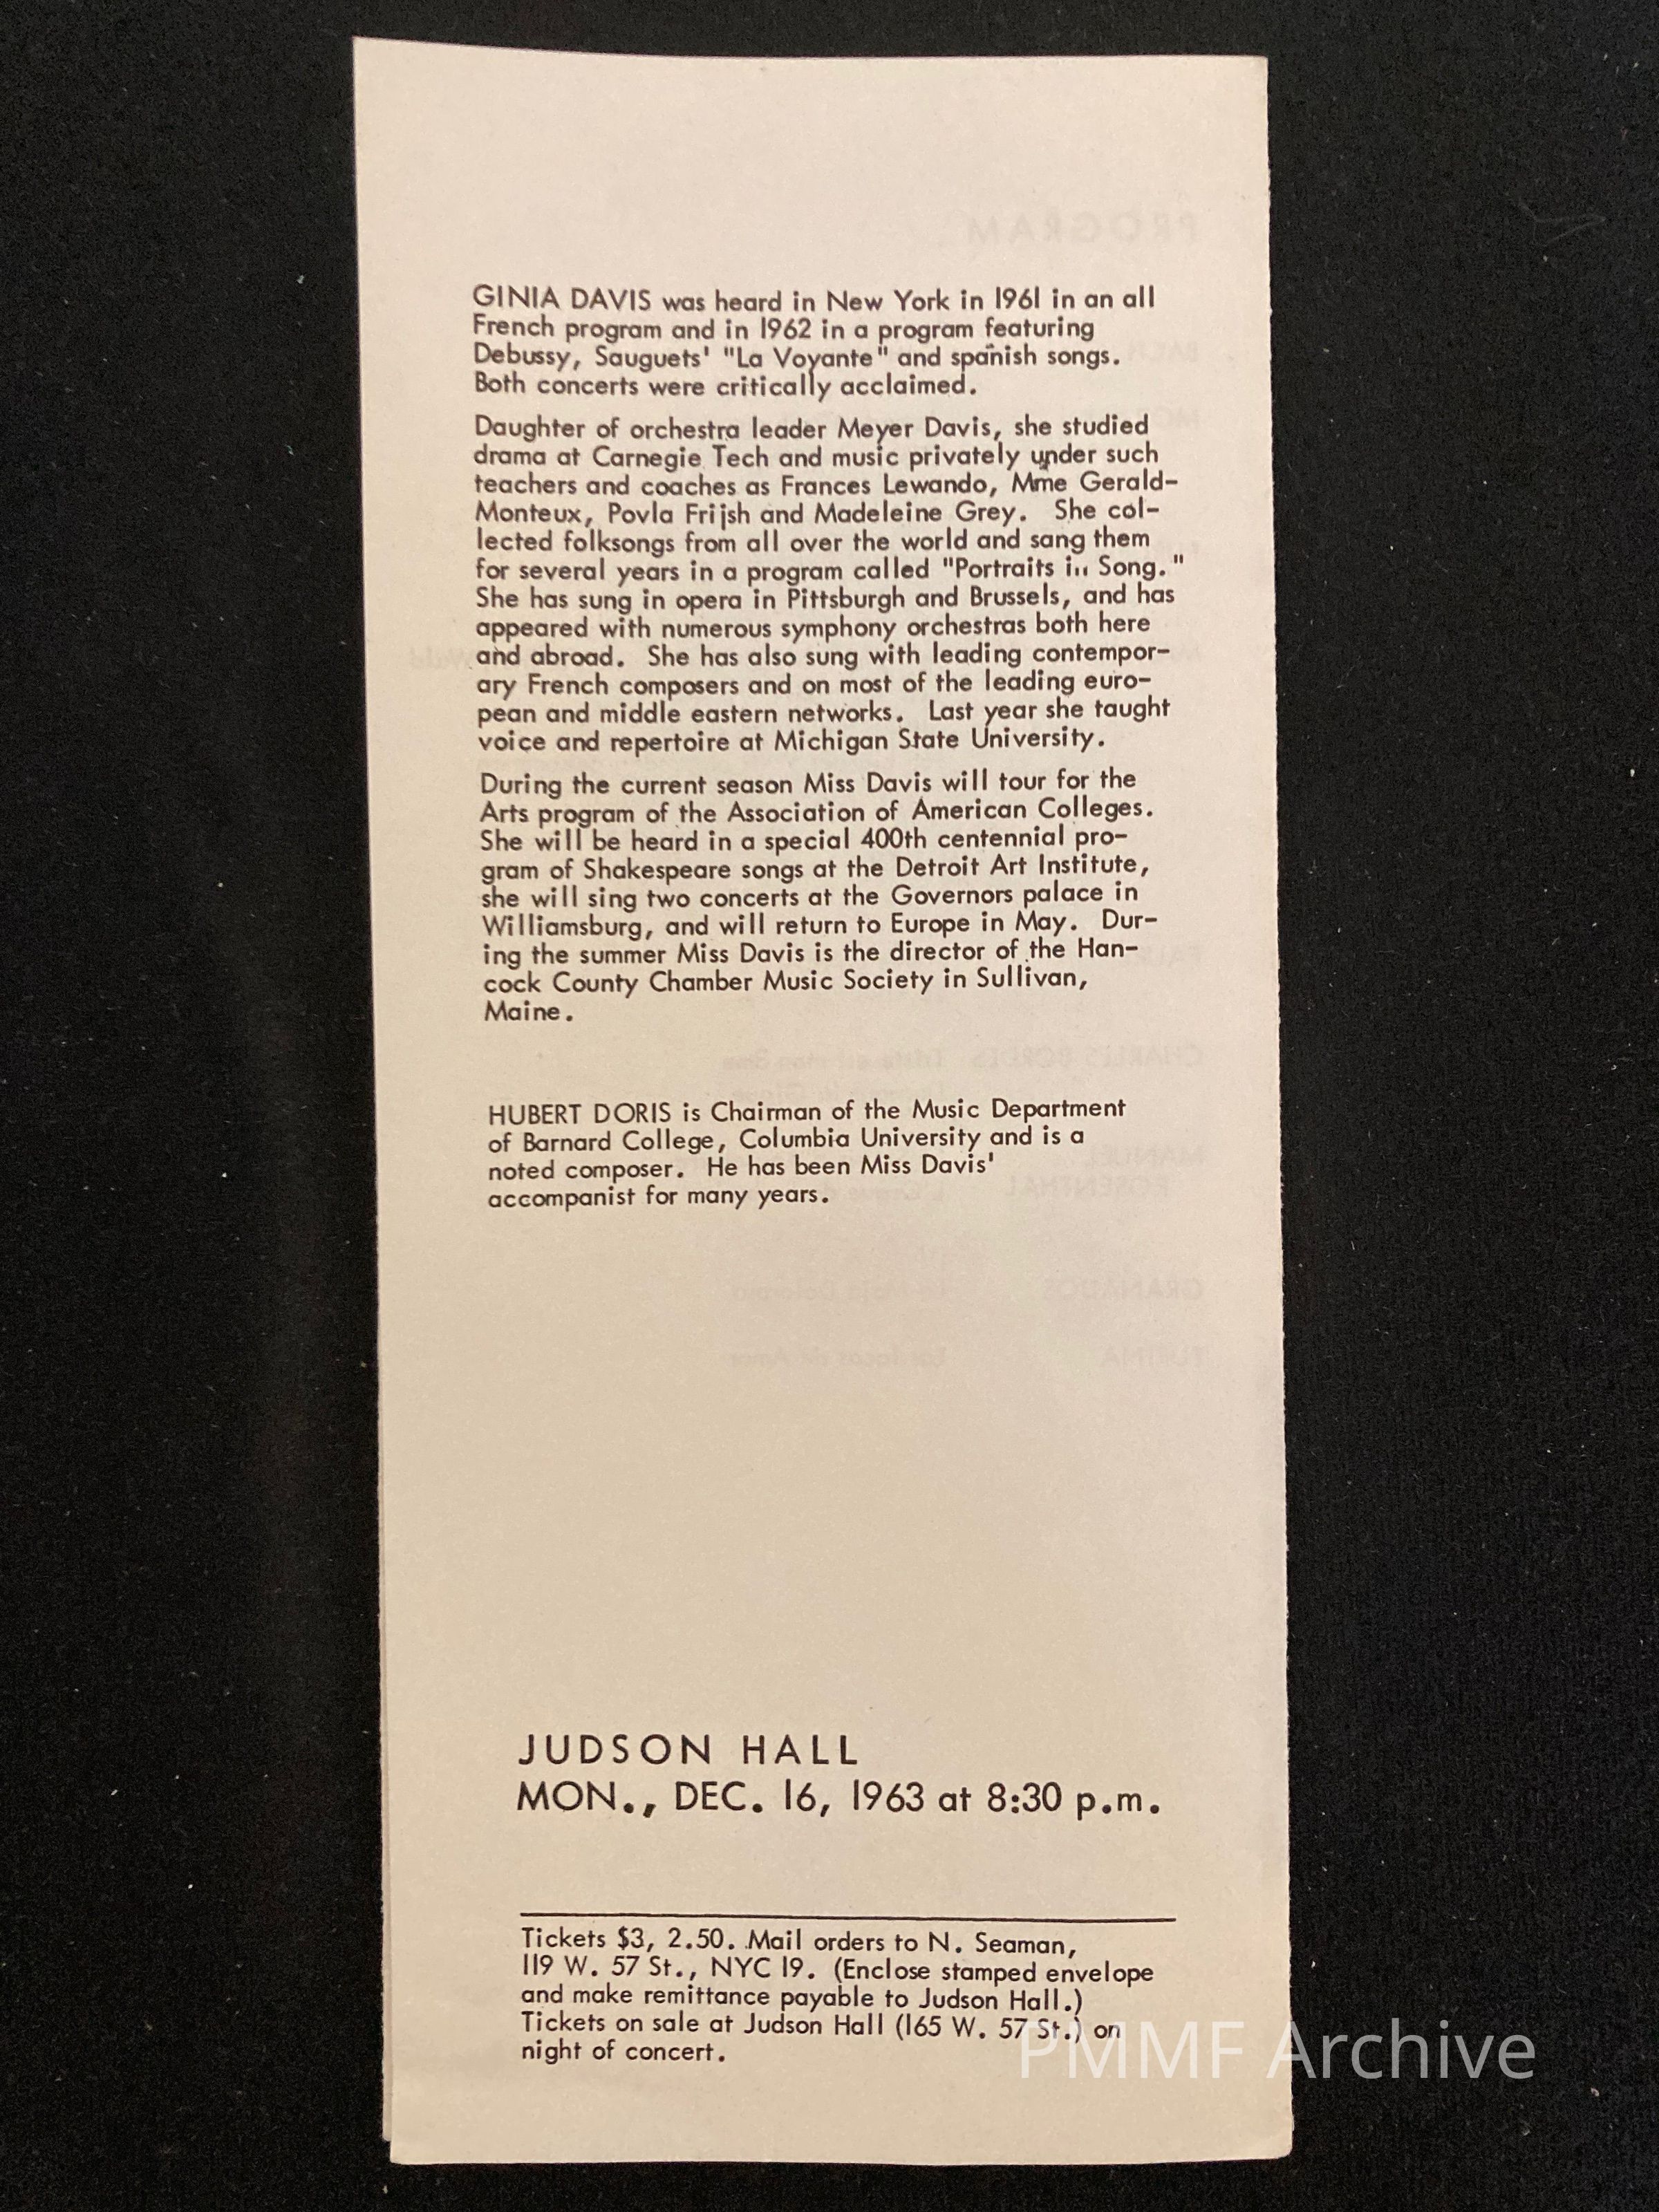 GINIA DAVIS was heard in New York in 1961 in an all
French program and in 1962 in a program featuring
Debussy, Sauguets' "La Voyante" and spanish songs.
Both concerts were critically acclaimed.
Daughter of orchestra leader Meyer Davis, she studied
drama at Carnegie Tech and music privately under such
teachers and coaches as Frances Lewando, Mme Gerald-
Monteux, Povla Frijsh and Madeleine Grey. She col-
lected folksongs from all over the world and sang them
for several years in a program called "Portraits in Song."
She has sung in opera in Pittsburgh and Brussels, and has
appeared with numerous symphony orchestras both here
and abroad. She has also sung with leading contempor-
ary French composers and on most of the leading euro-
pean and middle eastern networks. Last year she taught
voice and repertoire at Michigan State University.
During the current season Miss Davis will tour for the
Arts program of the Association of American Colleges.
She will be heard in a special 400th centennial pro-
gram of Shakespeare songs at the Detroit Art Institute,
she will sing two concerts at the Governors palace in
Williamsburg, and will return to Europe in May. Dur-
ing the summer Miss Davis is the director of the Han-
cock County Chamber Music Society in Sullivan,
Maine.
HUBERT DORIS is Chairman of the Music Department
of Barnard College, Columbia University and is a
noted composer. He has been Miss Davis'
accompanist for many years.
JUDSON HALL
MON., DEC. 16, 1963 at 8:30 p.m.
Tickets $3, 2.50. Mail orders to N. Seaman,
119 W. 57 St., NYC 19. (Enclose stamped envelope
and make remittance payable to Judson Hall.)
Tickets on sale at Judson Hall (165 W. 57 St.) on
night of concert.
PMMF Archive